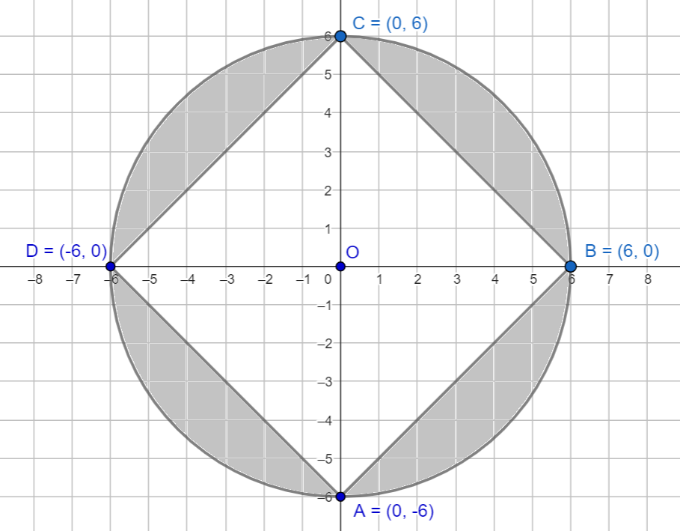 C = (0, 6)
6
5
4
3
2
1
D = (-6, 0)
O
B = (6, 0)
–8 –7 –6 –5 –4 –3 –2 –1 0 1 2 3 4 5 6 7 8
–1
–2
–3
–4
–5
–6
A = (0, -6)